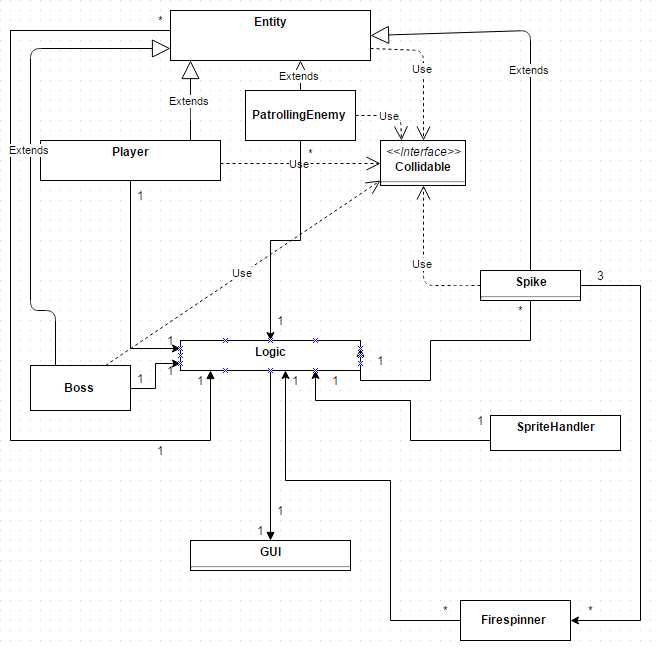 *
Entity
Use
Extends
Extends
Extends
PatrollingEnemy
Use
Extends
Player
*
Use
<<Interface>>
Collidable
1
Use
Use
Spike
3
*
1
1
Logic
1
1
1
1
1
1
Boss
1
1
SpriteHandler
1
1
GUI
*
*
Firespinner